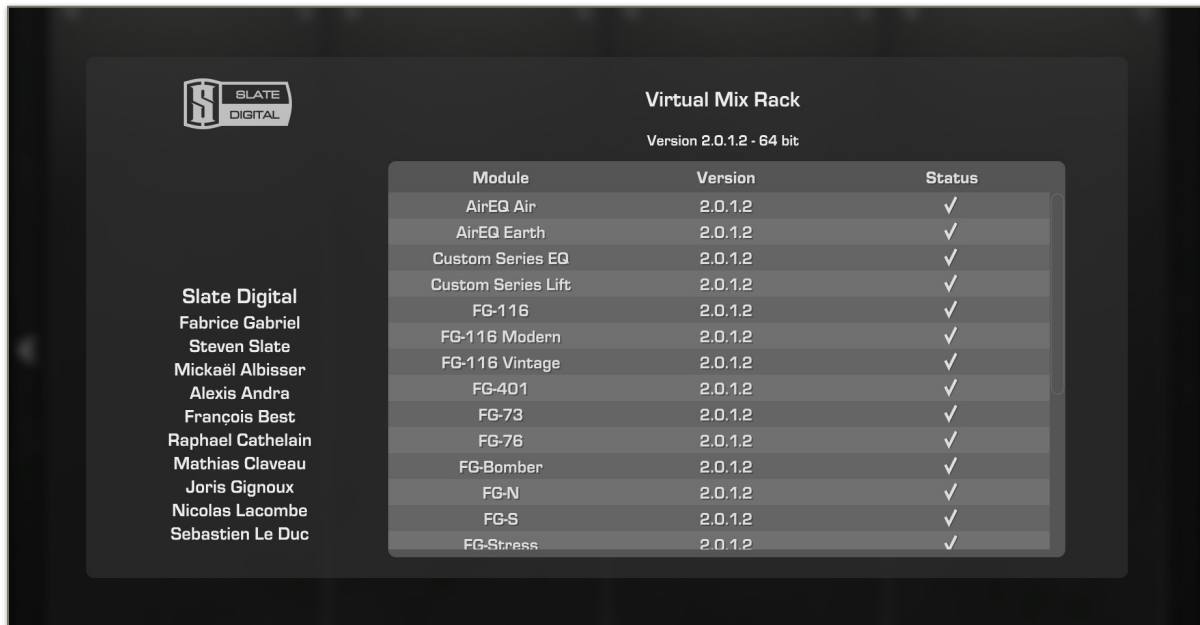 SLATE
DIGITAL
Virtual Mix Rack
Version 2.0.1.2 - 64 bit
Module Version Status
AirEQ Air 2.0.1.2 ✓
AirEQ Earth 2.0.1.2 ✓
Custom Series EQ 2.0.1.2 ✓
Custom Series Lift 2.0.1.2 ✓
FG-116 2.0.1.2 ✓
FG-116 Modern 2.0.1.2 ✓
FG-116 Vintage 2.0.1.2 ✓
FG-401 2.0.1.2 ✓
FG-73 2.0.1.2 ✓
FG-76 2.0.1.2 ✓
FG-Bomber 2.0.1.2 ✓
FG-N 2.0.1.2 ✓
FG-S 2.0.1.2 ✓
FG-Stress 2.0.1.2 ✓
Slate Digital
Fabrice Gabriel
Steven Slate
Mickaël Albisser
Alexis Andra
François Best
Raphael Cathelain
Mathias Claveau
Joris Gignoux
Nicolas Lacombe
Sebastien Le Duc